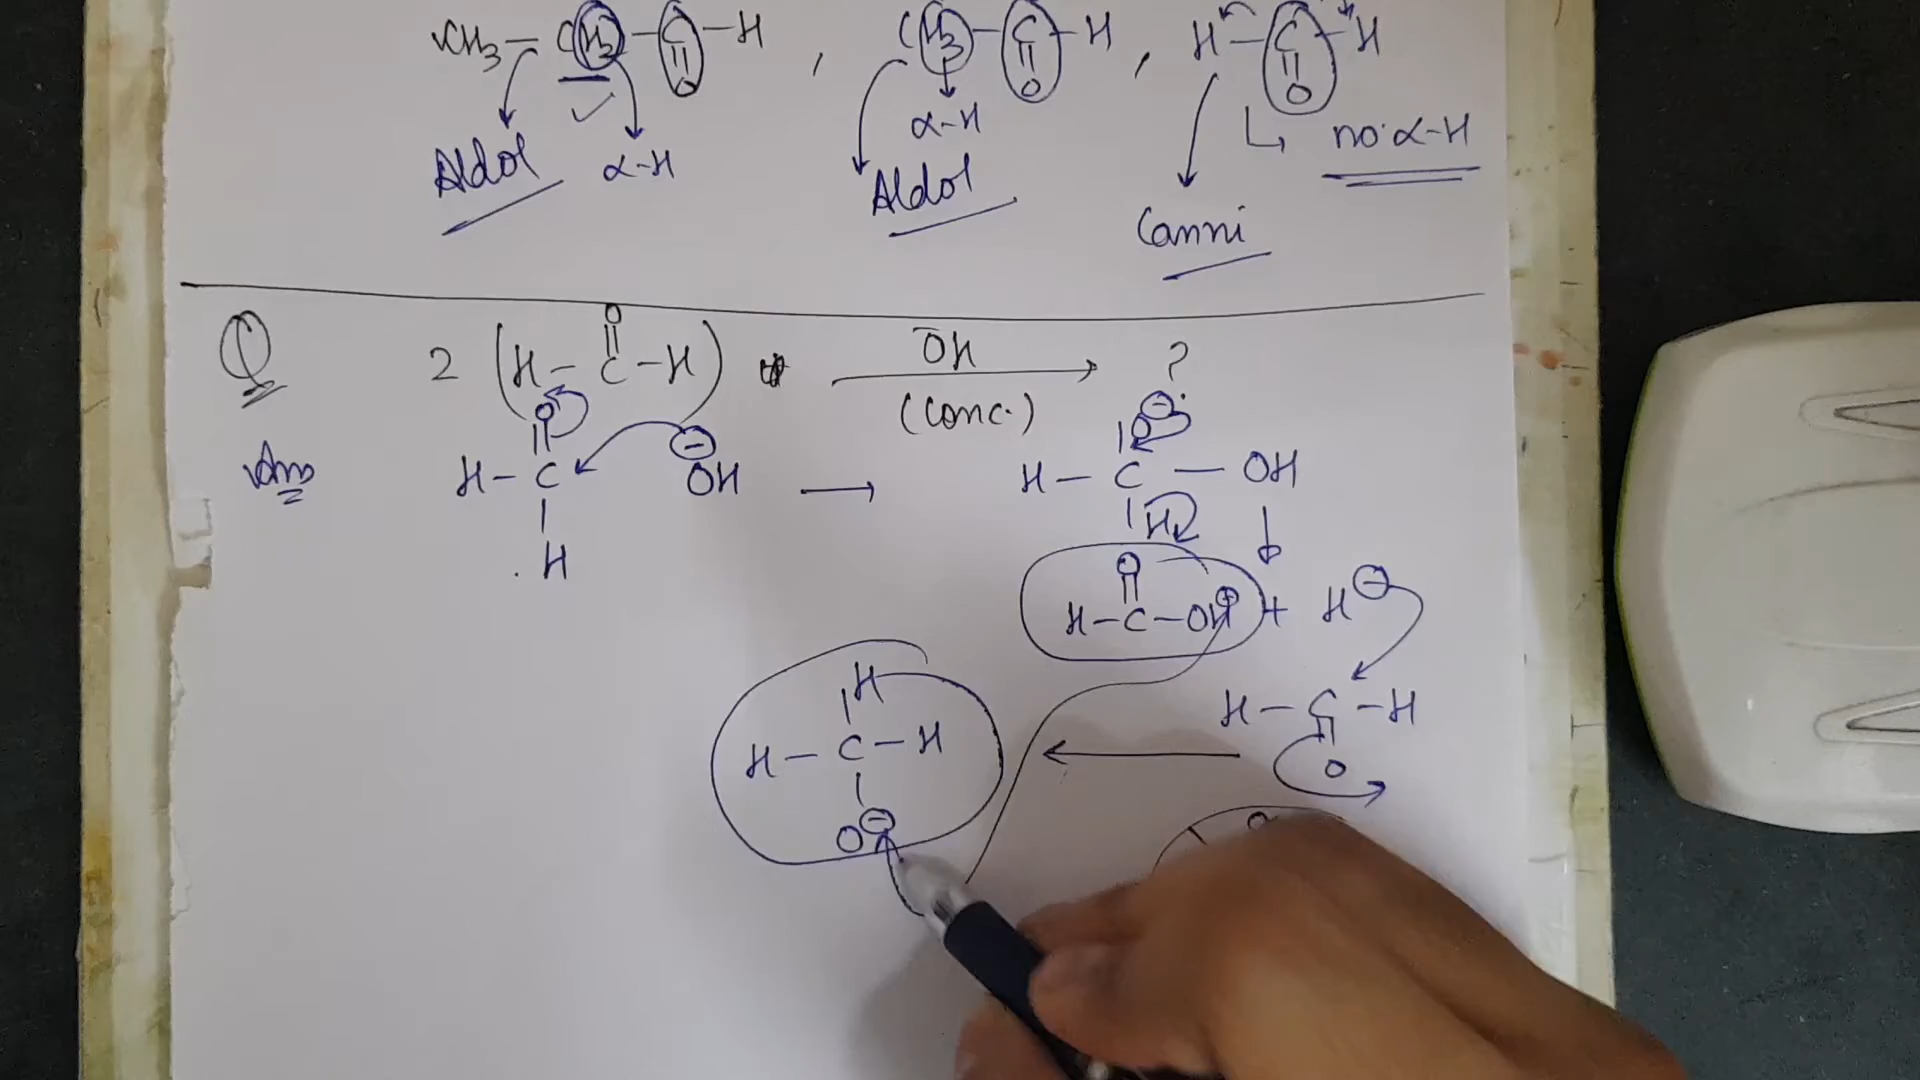 CH3 – CH2 – C – H , CH3 – C – H , H – C – H
|| || ||
O O O
α-H no α-H
Aldol α-H Aldol
Canni
O
||
Q 2 (H – C – H) OH ?
(Conc.)
O ⊖ O ⊖
Ans H – C OH → H – C – OH
H H
O
||
H – C – OH ⊕ + H ⊖
H
H – C – H H – C – H
O ⊖ O